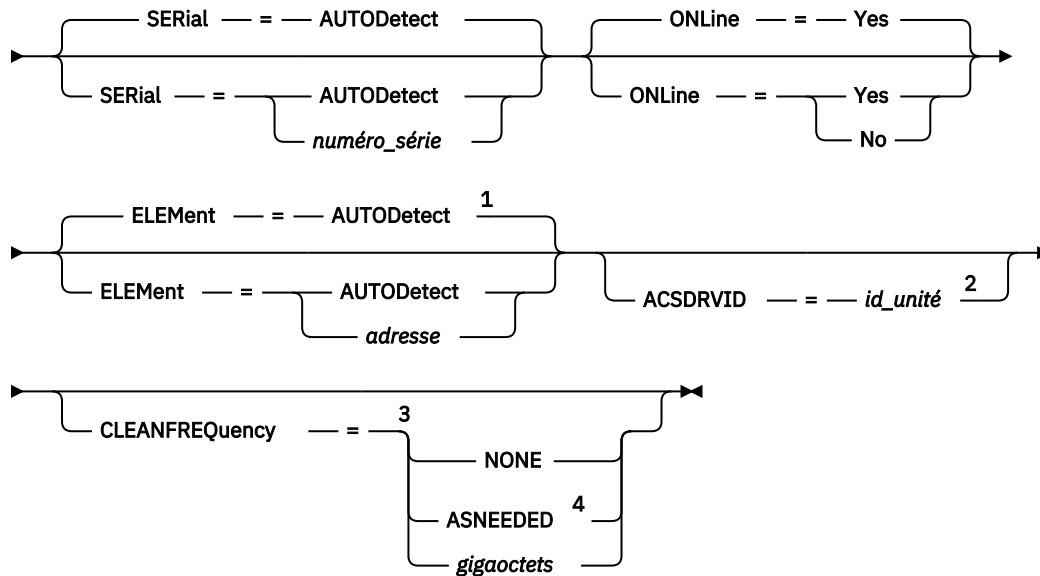 SERial = AUTODetect ONLine = Yes
SERial = AUTODetect ONLine = Yes
numéro_série No
ELEMent = AUTODetect 1
ELEMent = AUTODetect ACSDRVID = id_unité 2
adresse
CLEANFREQuency = 3
NONE
ASNEEDED 4
gigaoctets